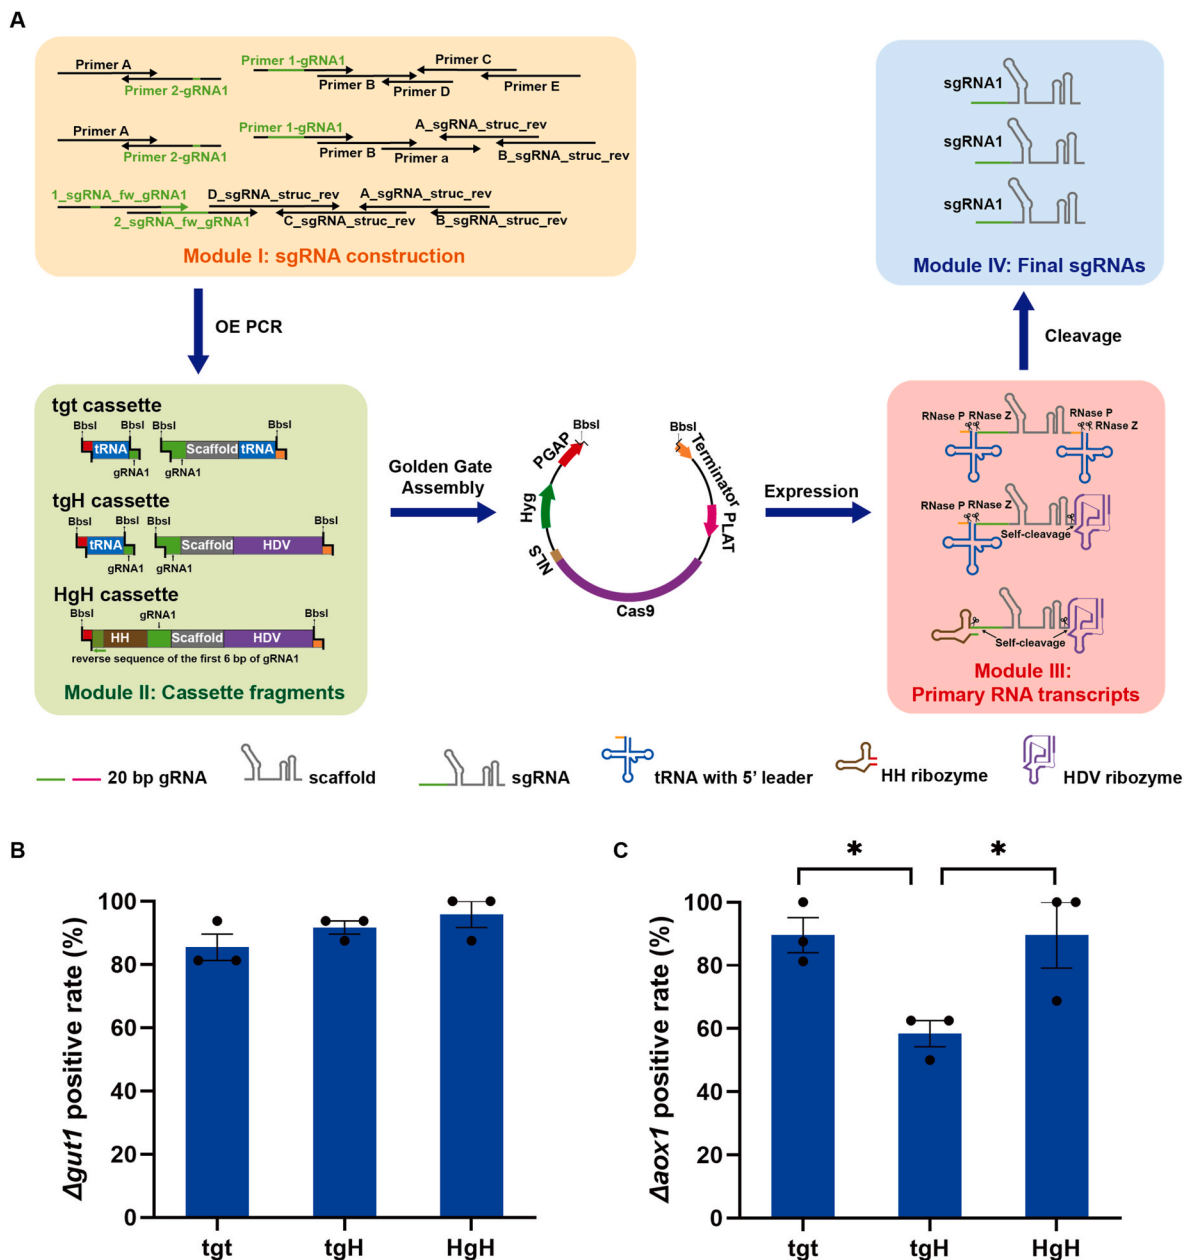 A
Primer A
Primer 2-gRNA1
Primer 1-gRNA1
Primer C
Primer B
Primer D
Primer E
Primer A
Primer 2-gRNA1
Primer 1-gRNA1
A_sgRNA_struc_rev
Primer B
Primer a
B_sgRNA_struc_rev
1_sgRNA_fw_gRNA1
D_sgRNA_struc_rev
A_sgRNA_struc_rev
2_sgRNA_fw_gRNA1
C_sgRNA_struc_rev
B_sgRNA_struc_rev
Module I: sgRNA construction
sgRNA1
sgRNA1
sgRNA1
Module IV: Final sgRNAs
OE PCR
Cleavage
tgt cassette
BbsI
BbsI
BbsI
tRNA
Scaffold
tRNA
gRNA1
gRNA1
tgH cassette
BbsI
BbsI
BbsI
tRNA
Scaffold
HDV
gRNA1
gRNA1
HgH cassette
BbsI
gRNA1
BbsI
HH
Scaffold
HDV
reverse sequence of the first 6 bp of gRNA1
Module II: Cassette fragments
Golden Gate
Assembly
BbsI
BbsI
PGAP
Terminator
Hyg
PLAT
NLS
Cas9
Expression
RNase P
RNase Z
RNase P
RNase Z
RNase P
RNase Z
Self-cleavage
Self-cleavage
Module III:
Primary RNA transcripts
20 bp gRNA
scaffold
sgRNA
tRNA with 5' leader
HH ribozyme
HDV ribozyme
B
Δgut1 positive rate (%)
100
80
60
40
20
0
tgt
tgH
HgH
C
*
*
Δaox1 positive rate (%)
100
80
60
40
20
0
tgt
tgH
HgH